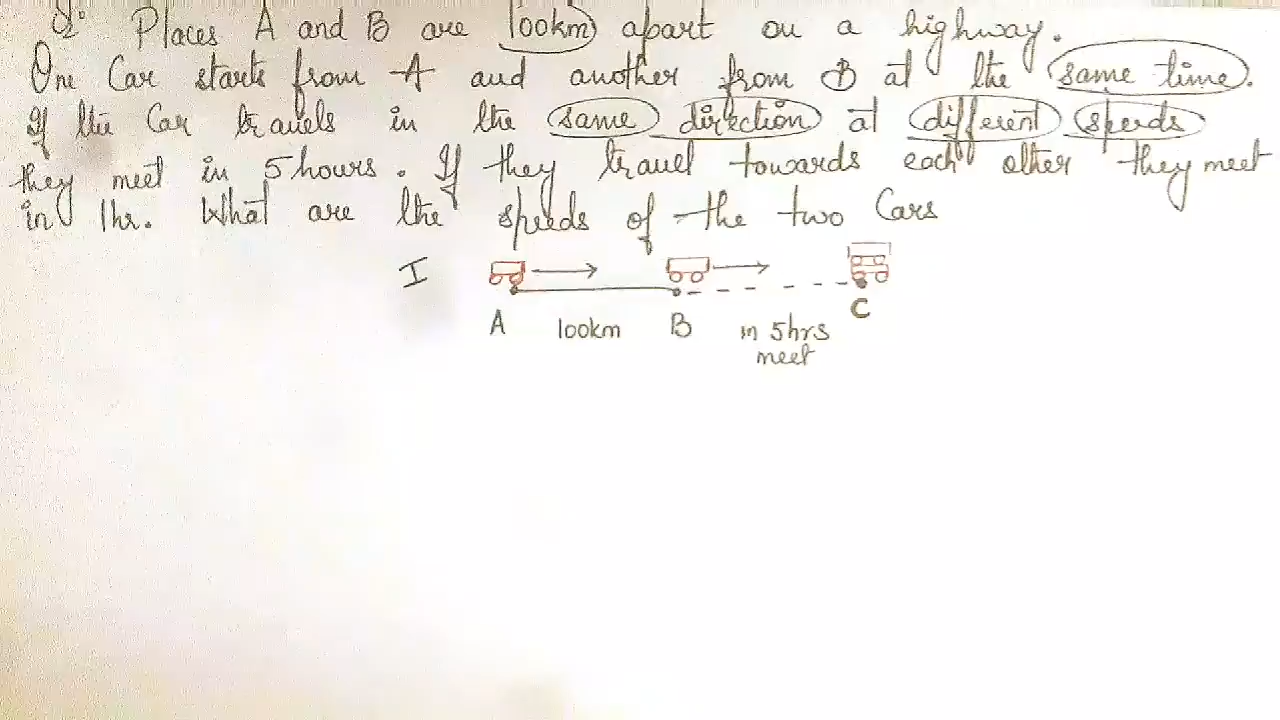 Q: Places A and B are 100km apart on a highway.
One Car starts from A and another from B at the same time.
If the Car travels in the same direction at different speeds
they meet in 5 hours. If they travel towards each other they meet
in 1hr. What are the speeds of the two Cars
I
A 100km B in 5hrs C
meet